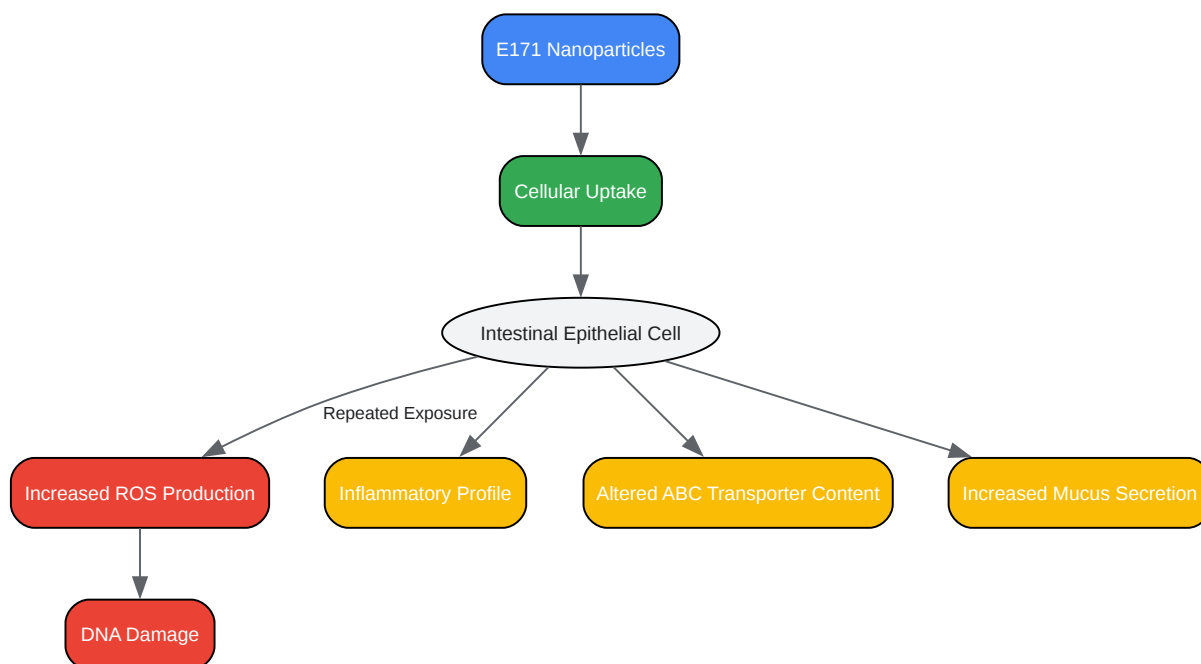 E171 Nanoparticles
Cellular Uptake
Intestinal Epithelial Cell
Repeated Exposure
Increased ROS Production
Inflammatory Profile
Altered ABC Transporter Content
Increased Mucus Secretion
DNA Damage